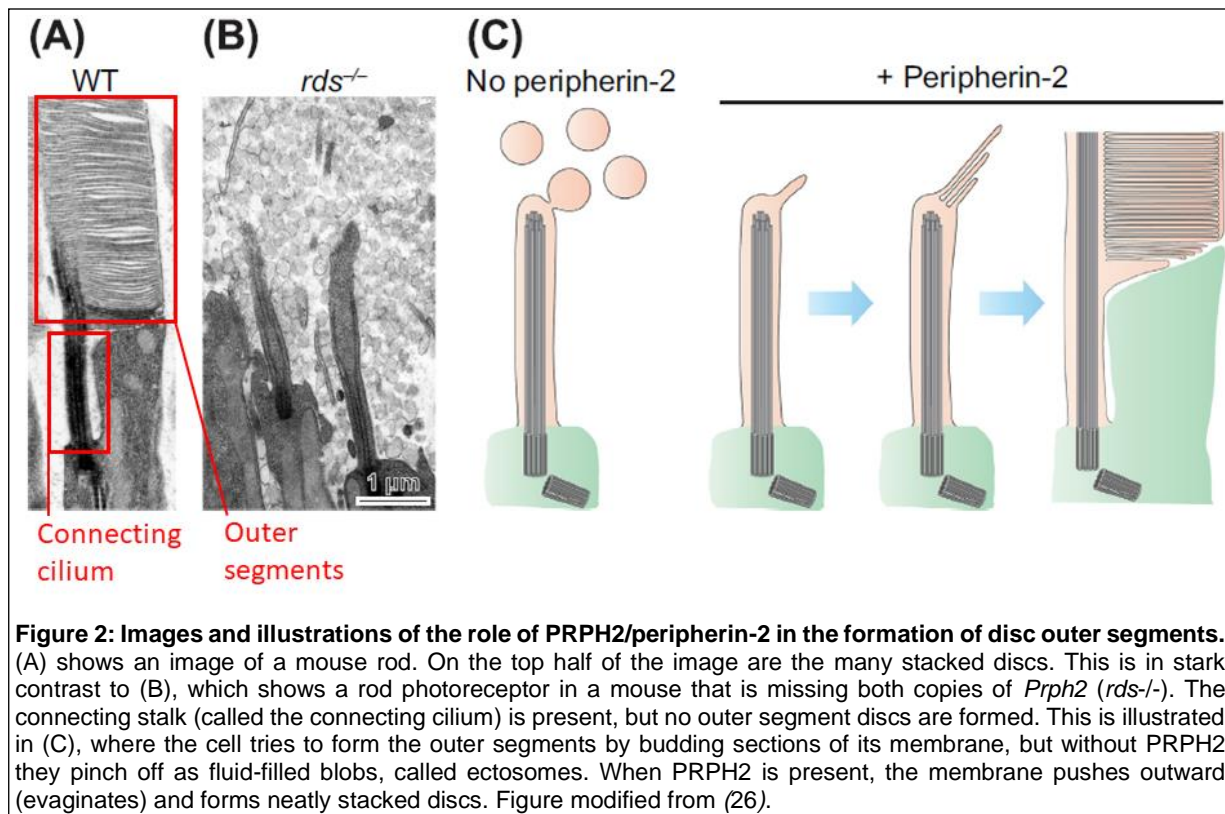 (A)
WT
(B)
rds–/–
(C)
No peripherin-2
+ Peripherin-2
1 µm
Connecting
cilium
Outer
segments
Figure 2: Images and illustrations of the role of PRPH2/peripherin-2 in the formation of disc outer segments.
(A) shows an image of a mouse rod. On the top half of the image are the many stacked discs. This is in stark
contrast to (B), which shows a rod photoreceptor in a mouse that is missing both copies of Prph2 (rds-/-). The
connecting stalk (called the connecting cilium) is present, but no outer segment discs are formed. This is illustrated
in (C), where the cell tries to form the outer segments by budding sections of its membrane, but without PRPH2
they pinch off as fluid-filled blobs, called ectosomes. When PRPH2 is present, the membrane pushes outward
(evaginates) and forms neatly stacked discs. Figure modified from (26).